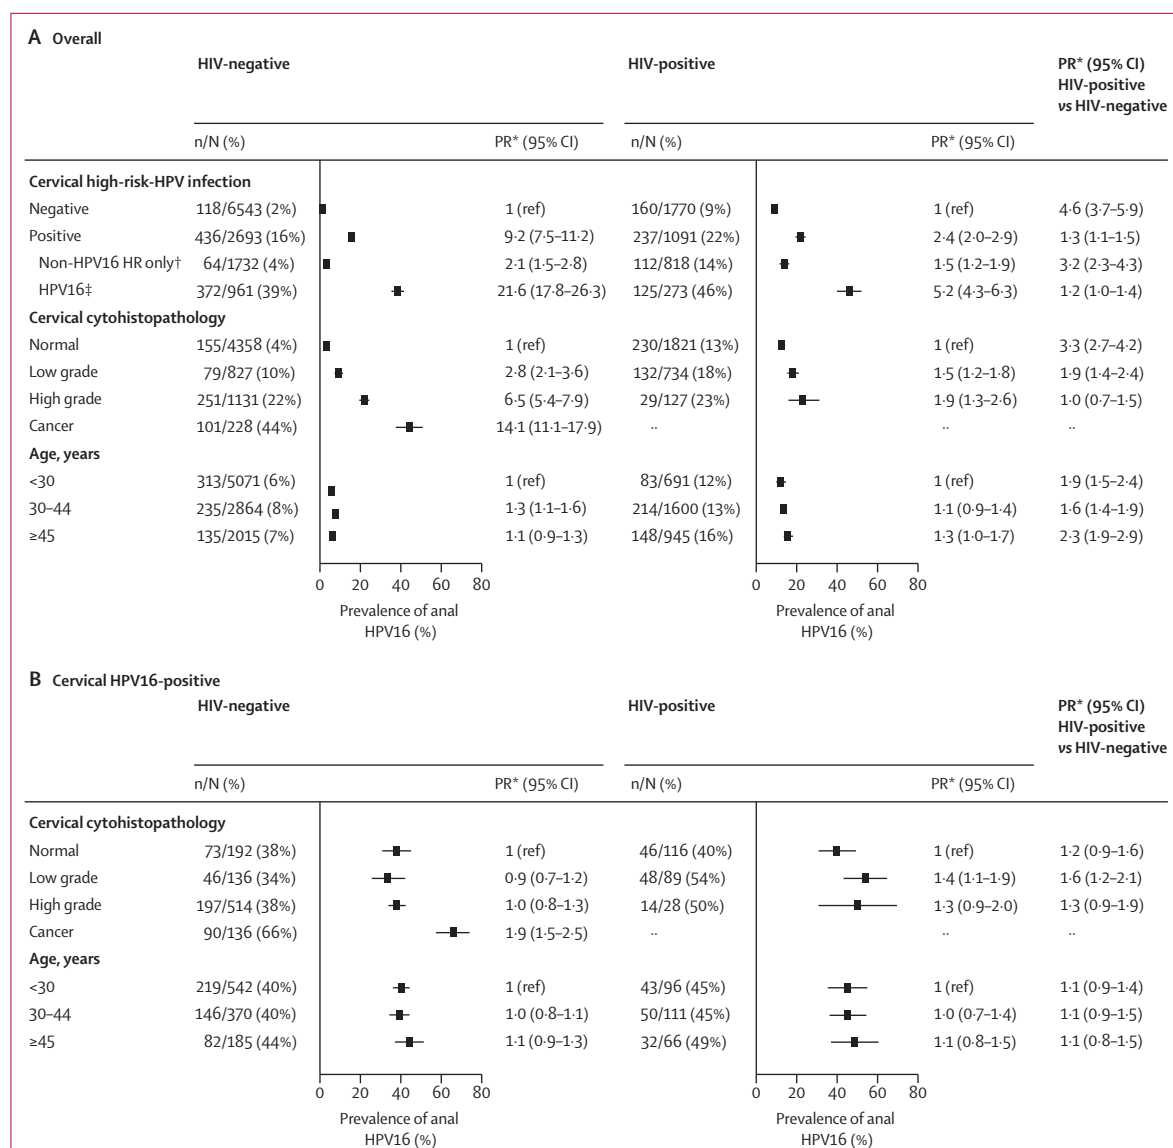 A Overall
HIV-negative HIV-positive PR* (95% CI)
HIV-positive
vs HIV-negative
n/N (%) PR* (95% CI) n/N (%) PR* (95% CI)
Cervical high-risk-HPV infection
Negative 118/6543 (2%) 1 (ref) 160/1770 (9%) 1 (ref) 4·6 (3·7–5·9)
Positive 436/2693 (16%) 9·2 (7·5–11·2) 237/1091 (22%) 2·4 (2·0–2·9) 1·3 (1·1–1·5)
Non-HPV16 HR only† 64/1732 (4%) 2·1 (1·5–2·8) 112/818 (14%) 1·5 (1·2–1·9) 3·2 (2·3–4·3)
HPV16‡ 372/961 (39%) 21·6 (17·8–26·3) 125/273 (46%) 5·2 (4·3–6·3) 1·2 (1·0–1·4)
Cervical cytohistopathology
Normal 155/4358 (4%) 1 (ref) 230/1821 (13%) 1 (ref) 3·3 (2·7–4·2)
Low grade 79/827 (10%) 2·8 (2·1–3·6) 132/734 (18%) 1·5 (1·2–1·8) 1·9 (1·4–2·4)
High grade 251/1131 (22%) 6·5 (5·4–7·9) 29/127 (23%) 1·9 (1·3–2·6) 1·0 (0·7–1·5)
Cancer 101/228 (44%) 14·1 (11·1–17·9) ·· ·· ··
Age, years
<30 313/5071 (6%) 1 (ref) 83/691 (12%) 1 (ref) 1·9 (1·5–2·4)
30–44 235/2864 (8%) 1·3 (1·1–1·6) 214/1600 (13%) 1·1 (0·9–1·4) 1·6 (1·4–1·9)
≥45 135/2015 (7%) 1·1 (0·9–1·3) 148/945 (16%) 1·3 (1·0–1·7) 2·3 (1·9–2·9)
0 20 40 60 80 0 20 40 60 80
Prevalence of anal Prevalence of anal
HPV16 (%) HPV16 (%)
B Cervical HPV16-positive
HIV-negative HIV-positive PR* (95% CI)
HIV-positive
vs HIV-negative
n/N (%) PR* (95% CI) n/N (%) PR* (95% CI)
Cervical cytohistopathology
Normal 73/192 (38%) 1 (ref) 46/116 (40%) 1 (ref) 1·2 (0·9–1·6)
Low grade 46/136 (34%) 0·9 (0·7–1·2) 48/89 (54%) 1·4 (1·1–1·9) 1·6 (1·2–2·1)
High grade 197/514 (38%) 1·0 (0·8–1·3) 14/28 (50%) 1·3 (0·9–2·0) 1·3 (0·9–1·9)
Cancer 90/136 (66%) 1·9 (1·5–2·5) ·· ·· ··
Age, years
<30 219/542 (40%) 1 (ref) 43/96 (45%) 1 (ref) 1·1 (0·9–1·4)
30–44 146/370 (40%) 1·0 (0·8–1·1) 50/111 (45%) 1·0 (0·7–1·4) 1·1 (0·9–1·5)
≥45 82/185 (44%) 1·1 (0·9–1·3) 32/66 (49%) 1·1 (0·8–1·5) 1·1 (0·8–1·5)
0 20 40 60 80 0 20 40 60 80
Prevalence of anal Prevalence of anal
HPV16 (%) HPV16 (%)